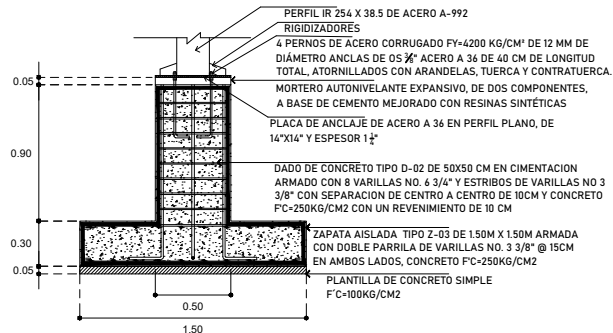 PERFIL IR 254 X 38.5 DE ACERO A-992
RIGIDIZADORES
4 PERNOS DE ACERO CORRUGADO FY=4200 KG/CM² DE 12 MM DE
DIÁMETRO ANCLAS DE OS ⅝" ACERO A 36 DE 40 CM DE LONGITUD
TOTAL, ATORNILLADOS CON ARANDELAS, TUERCA Y CONTRATUERCA.
MORTERO AUTONIVELANTE EXPANSIVO, DE DOS COMPONENTES,
A BASE DE CEMENTO MEJORADO CON RESINAS SINTÉTICAS
PLACA DE ANCLAJE DE ACERO A 36 EN PERFIL PLANO, DE
14"X14" Y ESPESOR 1 ¼"
DADO DE CONCRETO TIPO D-02 DE 50X50 CM EN CIMENTACION
ARMADO CON 8 VARILLAS NO. 6 3/4" Y ESTRIBOS DE VARILLAS NO 3
3/8" CON SEPARACION DE CENTRO A CENTRO DE 10CM Y CONCRETO
F'C=250KG/CM2 CON UN REVENIMIENTO DE 10 CM
ZAPATA AISLADA TIPO Z-03 DE 1.50M X 1.50M ARMADA
CON DOBLE PARRILA DE VARILLAS NO. 3 3/8" @ 15CM
EN AMBOS LADOS, CONCRETO F'C=250KG/CM2
PLANTILLA DE CONCRETO SIMPLE
F'C=100KG/CM2
0.05
0.90
0.30
0.05
0.50
1.50